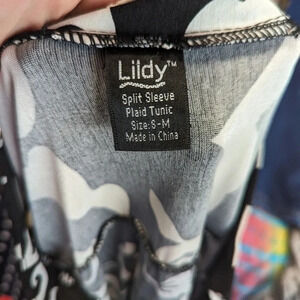 Lildy™
Split Sleeve
Plaid Tunic
Size: S-M
Made in China